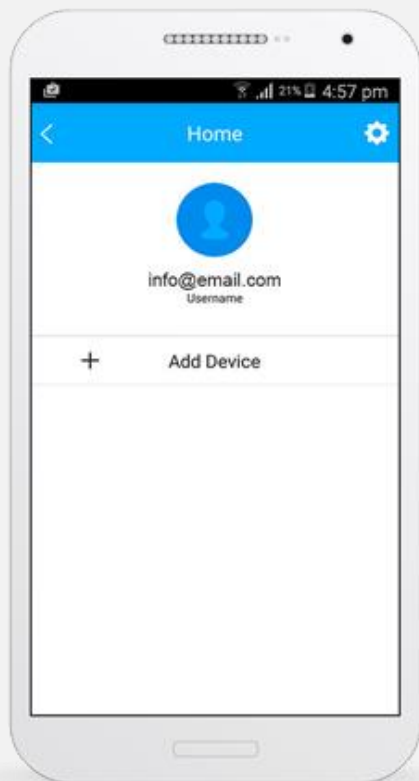 21% 4:57 pm
Home
info@email.com
Username
+ Add Device